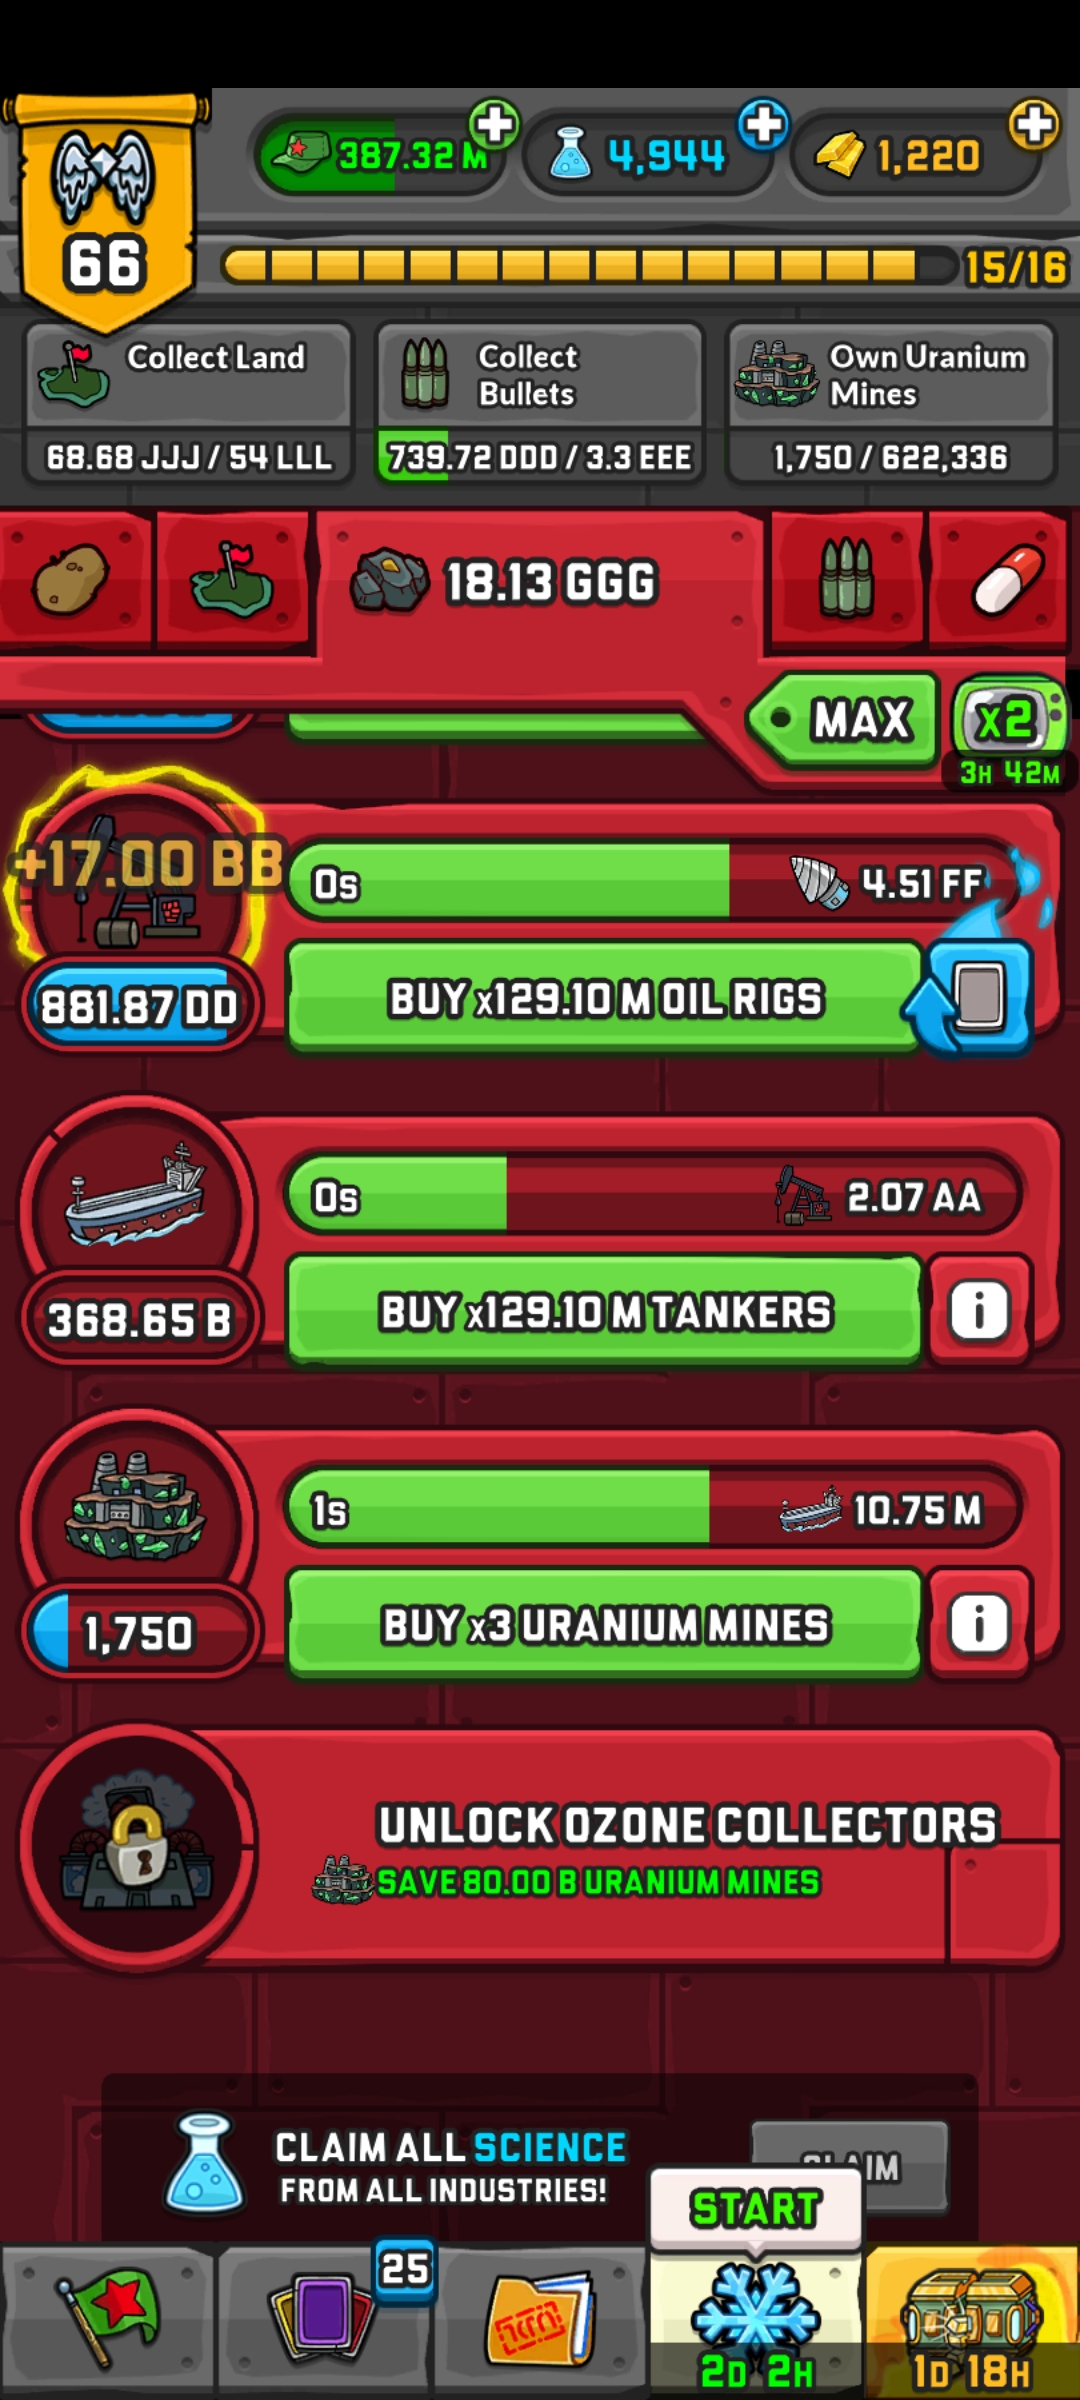 387.32 M
4,944
1,220
66
15/16
Collect Land
68.68 JJJ / 54 LLL
Collect
Bullets
739.72 DDD / 3.3 EEE
Own Uranium
Mines
1,750 / 622,336
18.13 GGG
MAX
x2
3H 42M
+17.00 BB
0s
4.51 FF
881.87 DD
BUY x129.10 M OIL RIGS
0s
2.07 AA
368.65 B
BUY x129.10 M TANKERS
i
1s
10.75 M
1,750
BUY x3 URANIUM MINES
i
UNLOCK OZONE COLLECTORS
SAVE 80.00 B URANIUM MINES
CLAIM ALL SCIENCE
FROM ALL INDUSTRIES!
CLAIM
START
25
2D 2H
1D 18H